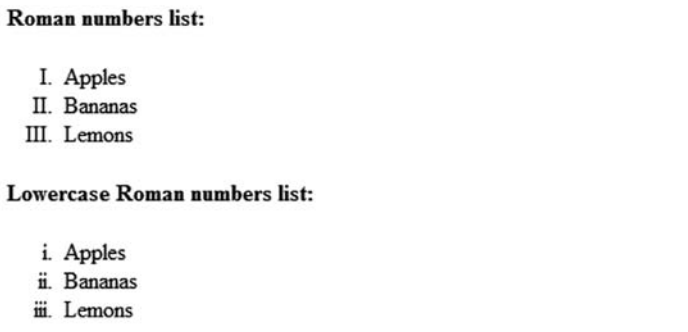 Roman numbers list:
I. Apples
II. Bananas
III. Lemons
Lowercase Roman numbers list:
i. Apples
ii. Bananas
iii. Lemons